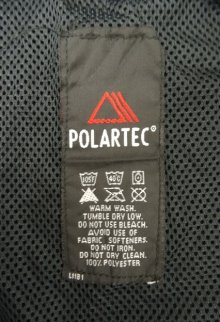 POLARTEC®
40°C
WARM WASH.
TUMBLE DRY LOW.
DO NOT USE BLEACH.
AVOID USE OF
FABRIC SOFTENERS.
DO NOT IRON.
DO NOT DRY CLEAN.
100% POLYESTER